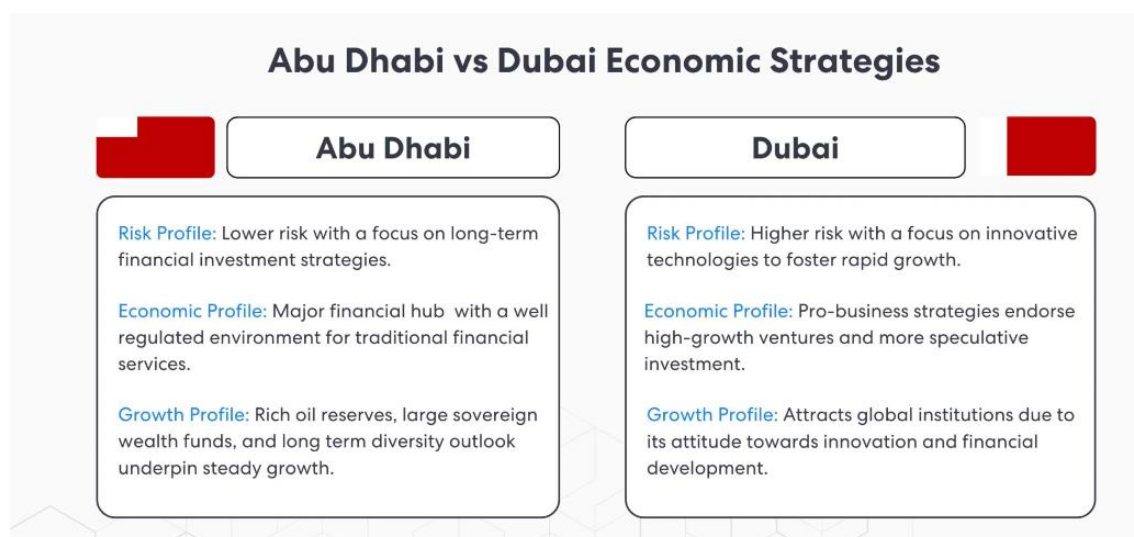 Abu Dhabi vs Dubai Economic Strategies
Abu Dhabi
Risk Profile: Lower risk with a focus on long-term
financial investment strategies.
Economic Profile: Major financial hub with a well
regulated environment for traditional financial
services.
Growth Profile: Rich oil reserves, large sovereign
wealth funds, and long term diversity outlook
underpin steady growth.
Dubai
Risk Profile: Higher risk with a focus on innovative
technologies to foster rapid growth.
Economic Profile: Pro-business strategies endorse
high-growth ventures and more speculative
investment.
Growth Profile: Attracts global institutions due to
its attitude towards innovation and financial
development.